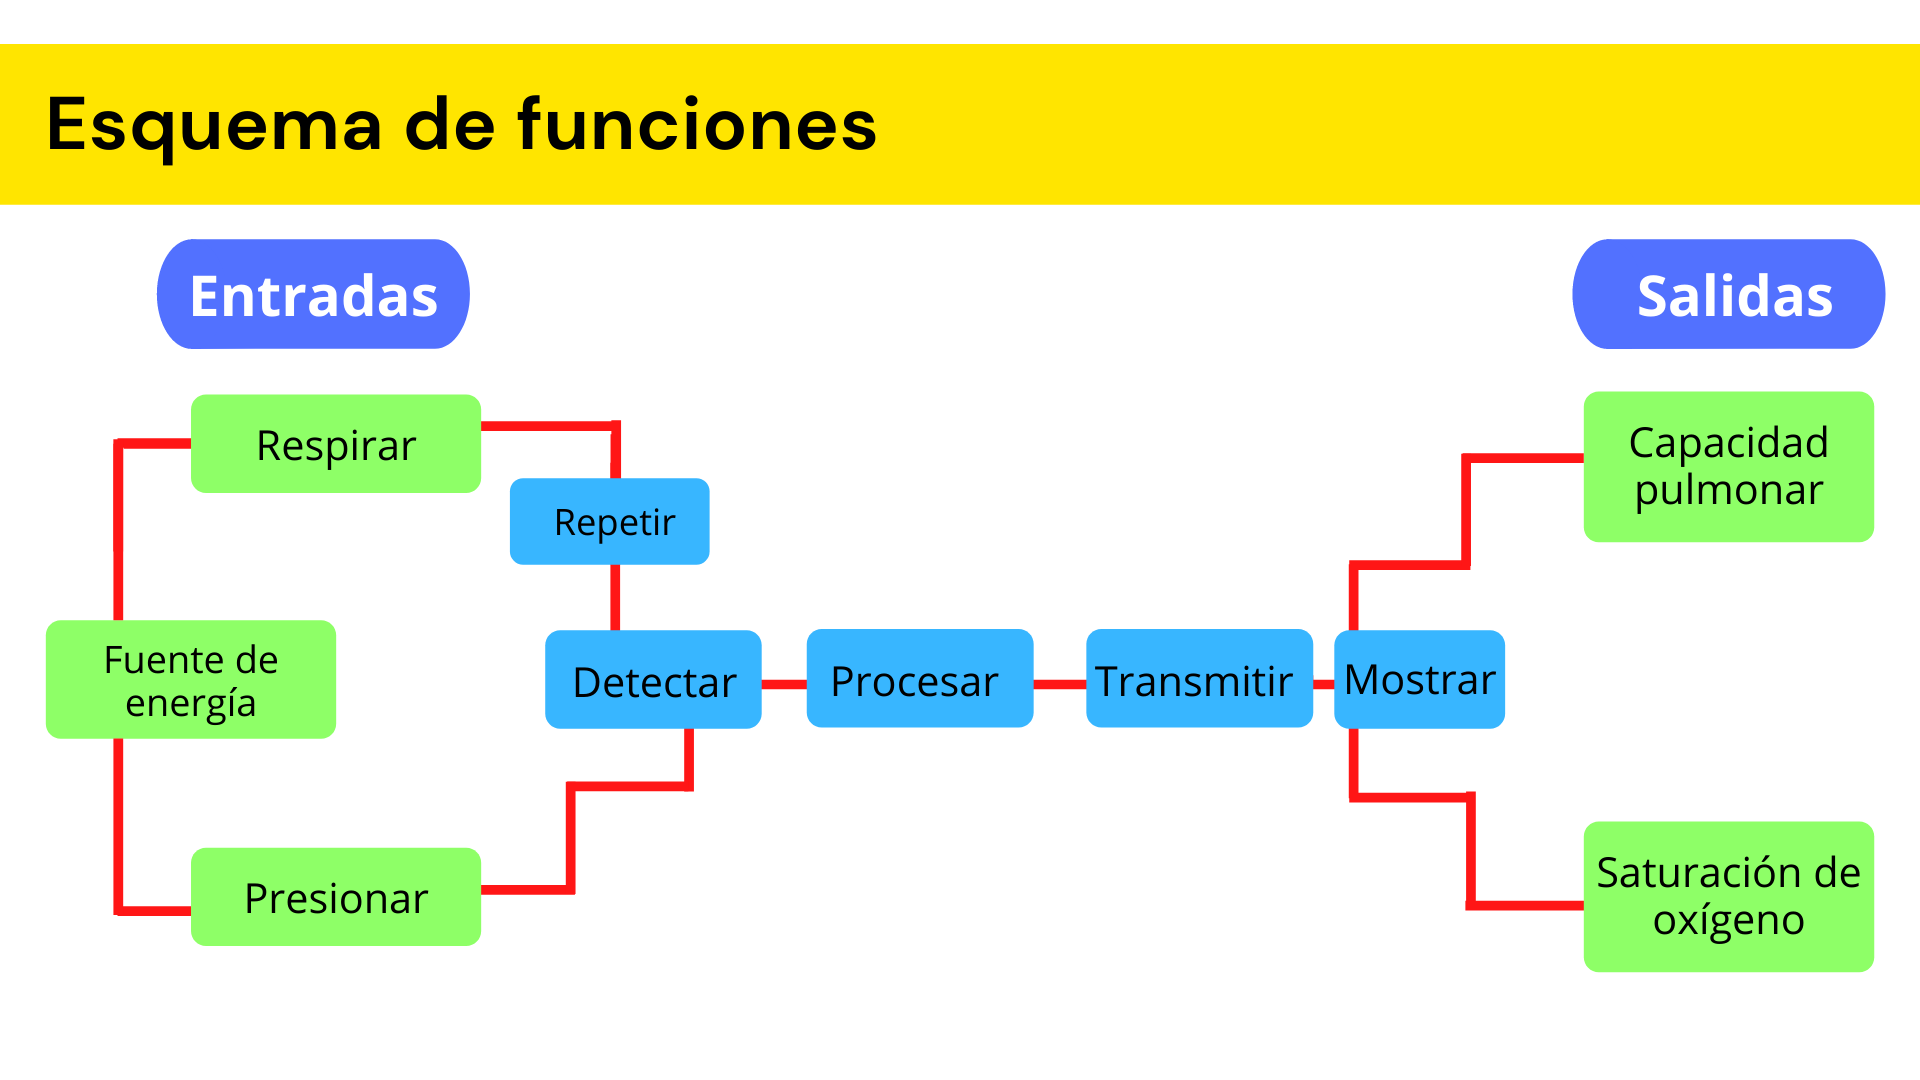 Esquema de funciones
Entradas
Salidas
Respirar
Repetir
Fuente de
energía
Presionar
Detectar
Procesar
Transmitir
Mostrar
Capacidad
pulmonar
Saturación de
oxígeno